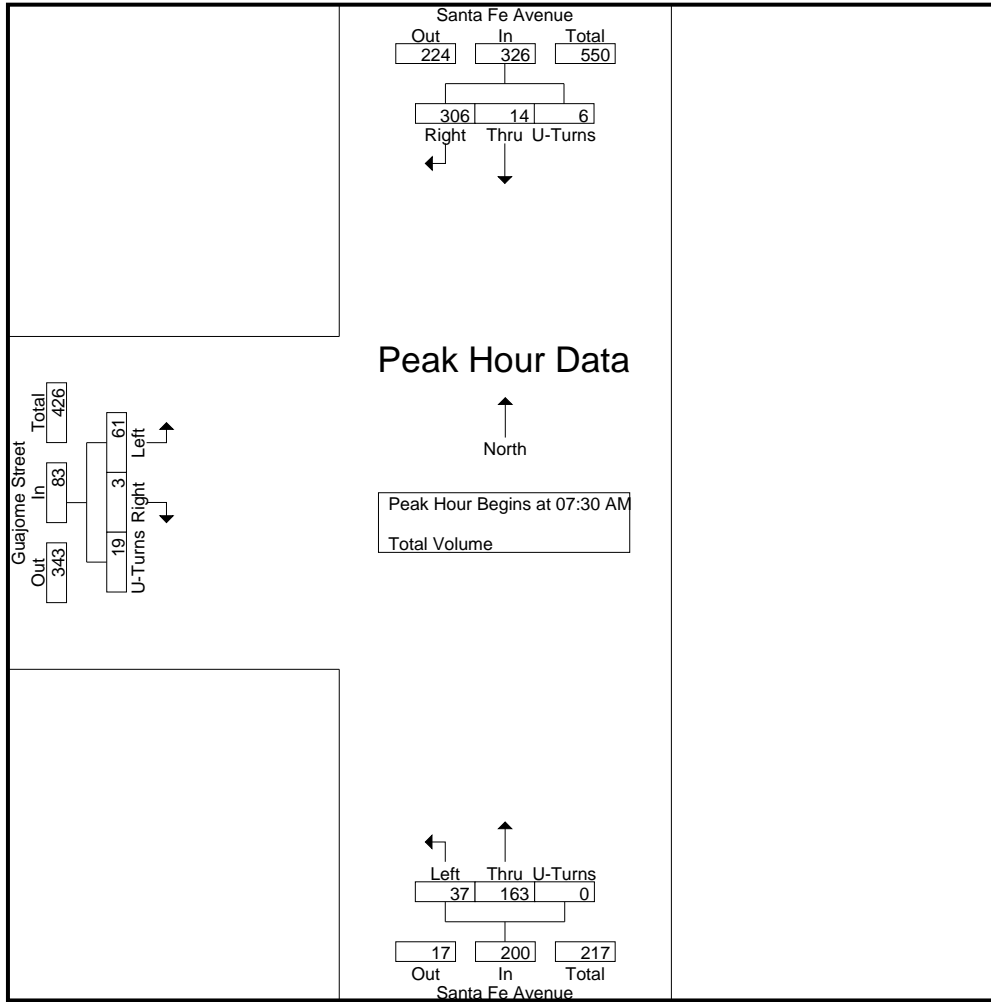 Santa Fe Avenue
Out In Total
224 326 550
306 14 6
Right Thru U-Turns
Peak Hour Data
North
Peak Hour Begins at 07:30 AM
Total Volume
Guajome Street
Out In Total
343 83 426
19 3 61
U-Turns Right Left
Left Thru U-Turns
37 163 0
17 200 217
Out In Total
Santa Fe Avenue